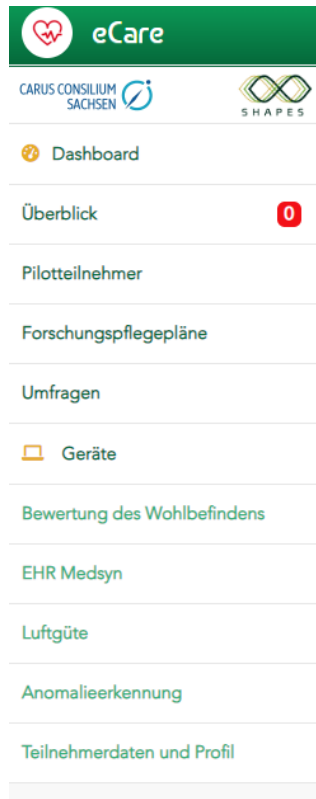 eCare
CARUS CONSILIUM
SACHSEN
SHAPES
Dashboard
Überblick 0
Pilotteilnehmer
Forschungspflegepläne
Umfragen
Geräte
Bewertung des Wohlbefindens
EHR Medsyn
Luftgüte
Anomalieerkennung
Teilnehmerdaten und Profil